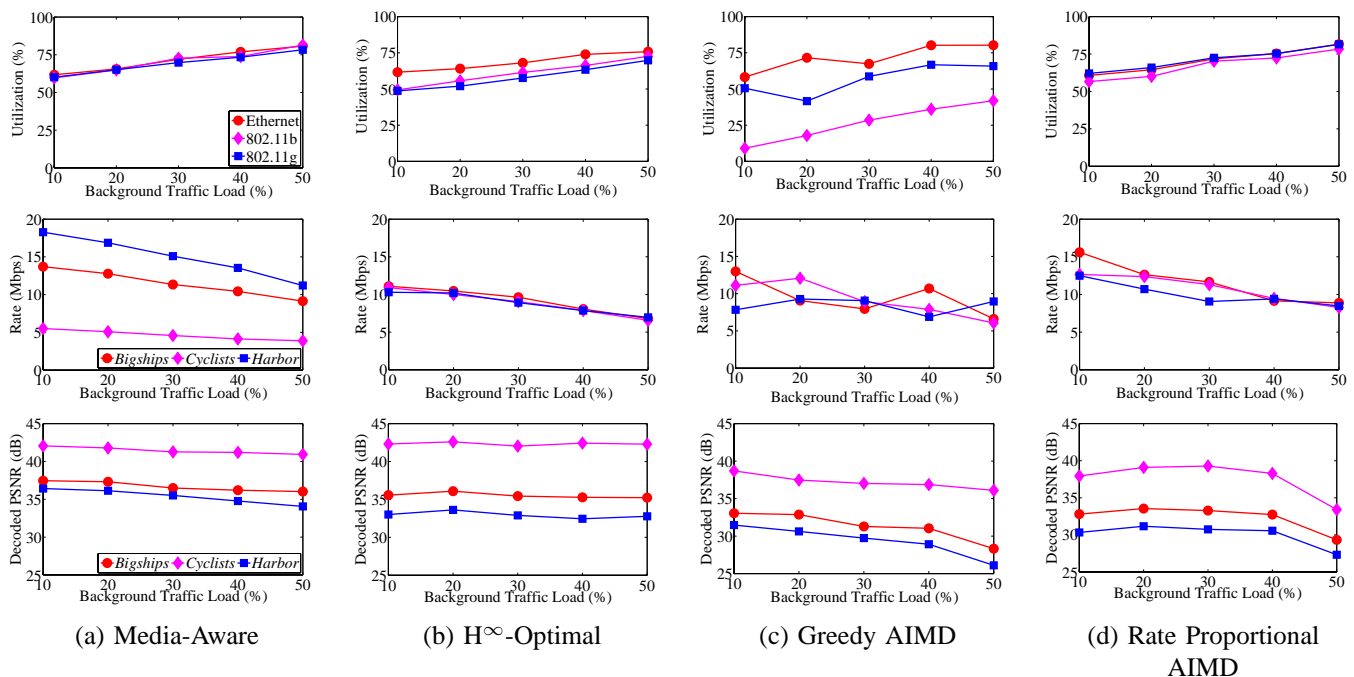 100
75
50
25
0
Utilization (%)
Ethernet
802.11b
802.11g
10 20 30 40 50
Background Traffic Load (%)
100
75
50
25
0
Utilization (%)
10 20 30 40 50
Background Traffic Load (%)
100
75
50
25
0
Utilization (%)
10 20 30 40 50
Background Traffic Load (%)
100
75
50
25
0
Utilization (%)
10 20 30 40 50
Background Traffic Load (%)
20
15
10
5
0
Rate (Mbps)
Bigships Cyclists Harbor
10 20 30 40 50
Background Traffic Load (%)
20
15
10
5
0
Rate (Mbps)
10 20 30 40 50
Background Traffic Load (%)
20
15
10
5
0
Rate (Mbps)
10 20 30 40 50
Background Traffic Load (%)
20
15
10
5
0
Rate (Mbps)
10 20 30 40 50
Background Traffic Load (%)
45
40
35
30
25
Decoded PSNR (dB)
Bigships Cyclists Harbor
10 20 30 40 50
Background Traffic Load (%)
45
40
35
30
25
Decoded PSNR (dB)
10 20 30 40 50
Background Traffic Load (%)
45
40
35
30
25
Decoded PSNR (dB)
10 20 30 40 50
Background Traffic Load (%)
45
40
35
30
25
Decoded PSNR (dB)
10 20 30 40 50
Background Traffic Load (%)
(a) Media-Aware
(b) H∞-Optimal
(c) Greedy AIMD
(d) Rate Proportional
AIMD